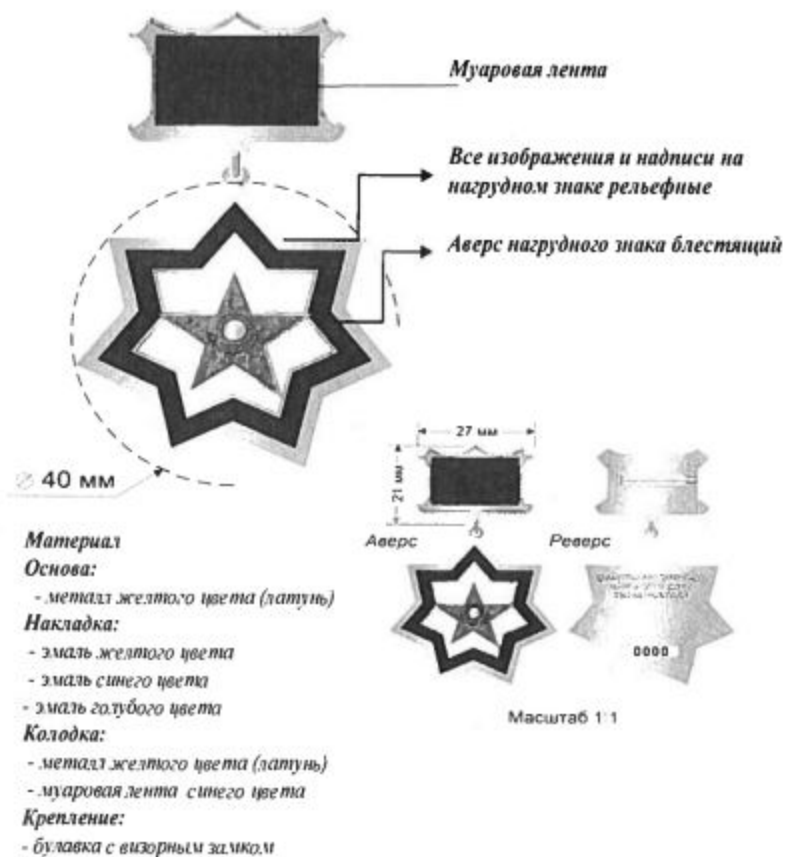 Муаровая лента
Все изображения и надписи на
нагрудном знаке рельефные
Аверс нагрудного знака блестящий
∅ 40 мм
27 мм
21 мм
Аверс
Реверс
0000
Масштаб 1:1
Материал
Основа:
- металл желтого цвета (латунь)
Накладка:
- эмаль желтого цвета
- эмаль синего цвета
- эмаль голубого цвета
Колодка:
- металл желтого цвета (латунь)
- муаровая лента синего цвета
Крепление:
- булавка с визорным замком